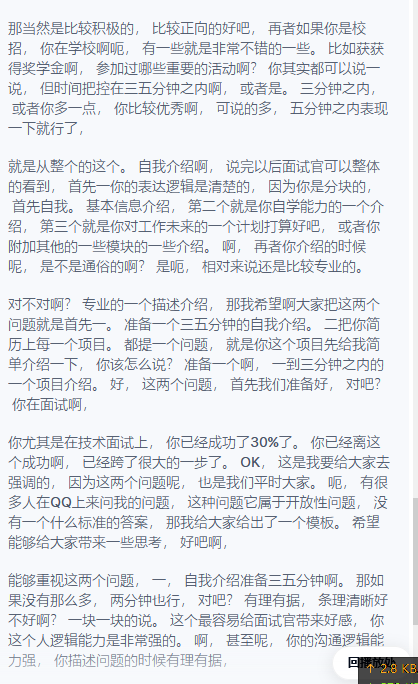 那当然是比较积极的， 比较正向的好吧， 再者如果你是校
招， 你在学校啊呃， 有一些就是非常不错的一些。 比如获获
得奖学金啊， 参加过哪些重要的活动啊？ 你其实都可以说一
说， 但时间把控在三五分钟之内啊， 或者是。 三分钟之内，
或者你多一点， 你比较优秀啊， 可说的多， 五分钟之内表现
一下就行了，
就是从整个的这个。 自我介绍啊， 说完以后面试官可以整体
的看到， 首先一你的表达逻辑是清楚的， 因为你是分块的，
首先自我。 基本信息介绍， 第二个就是你自学能力的一个介
绍， 第三个就是你对工作未来的一个计划打算好吧， 或者你
附加其他的一些模块的一些介绍。 啊， 再者你介绍的时候
呢， 是不是通俗的啊？ 是呃， 相对来说还是比较专业的。
对不对啊？ 专业的一个描述介绍， 那我希望啊大家把这两个
问题就是首先一。 准备一个三五分钟的自我介绍。 二把你简
历上每一个项目。 都提一个问题， 就是你这个项目先给我简
单介绍一下， 你该怎么说？ 准备一个啊， 一到三分钟之内的
一个项目介绍。 好， 这两个问题， 首先我们准备好， 对吧？
你在面试啊，
你尤其是在技术面试上， 你已经成功了30%了。 你已经离这
个成功啊， 已经跨了很大的一步了。 OK， 这是我要给大家去
强调的， 因为这两个问题呢， 也是我们平时大家。 呃， 有很
多人在QQ上来问我的问题， 这种问题它属于开放性问题， 没
有一个什么标准的答案， 那我给大家给出了一个模板。 希望
能够给大家带来一些思考， 好吧啊，
能够重视这两个问题， 一， 自我介绍准备三五分钟啊。 那如
果没有那么多， 两分钟也行， 对吧？ 有理有据， 条理清晰好
不好啊？ 一块一块的说。 这个最容易给面试官带来好感， 你
这个人逻辑能力是非常强的。 啊， 甚至呢， 你的沟通逻辑能
力很强， 你描述问题的时候有理有据，
回播放处
↑ 2.8 KB